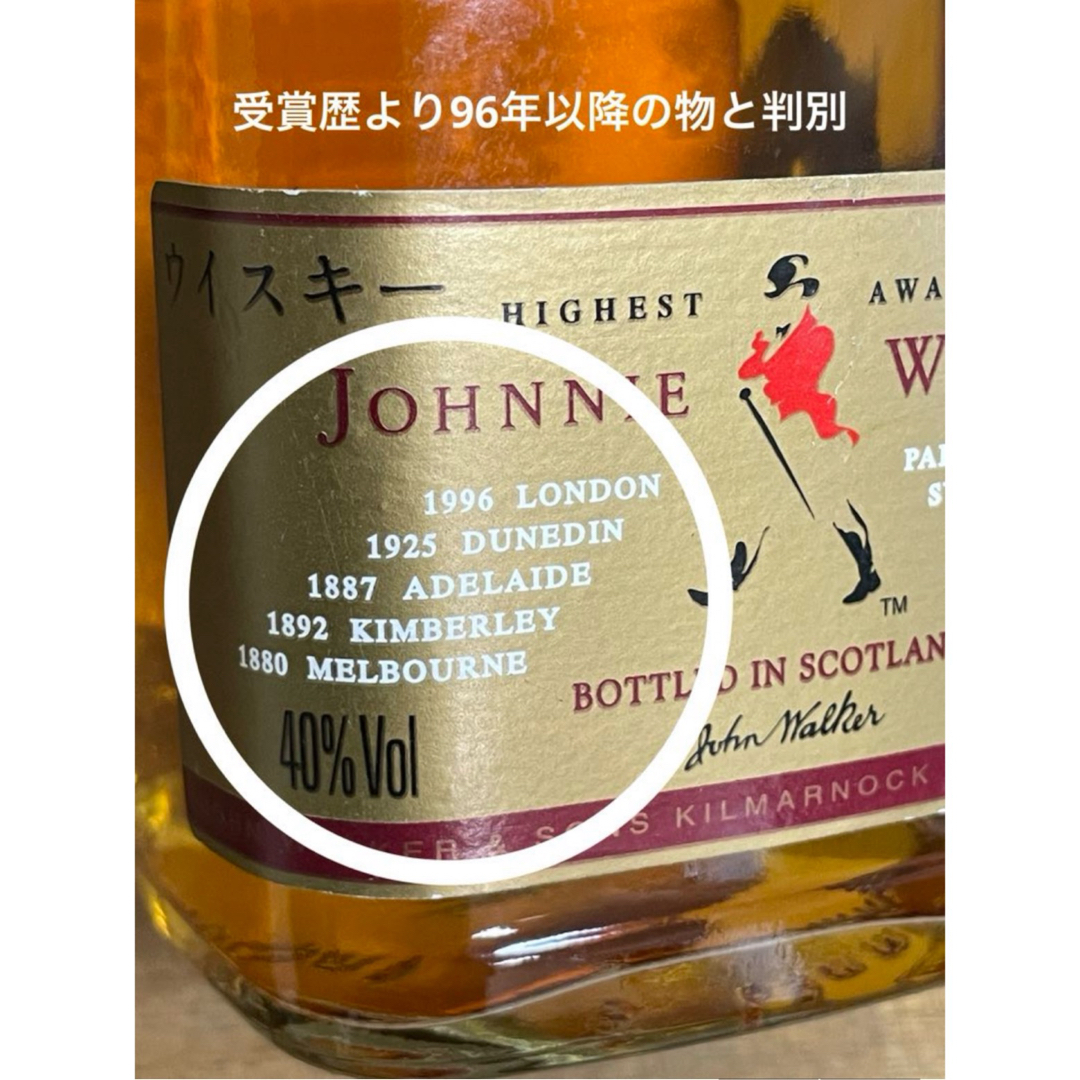 受賞歴より96年以降の物と判別
ウイスキー
HIGHEST
AWA
JOHNNIE
W
1996 LONDON
PA
1925 DUNEDIN
S
1887 ADELAIDE
1892 KIMBERLEY
TM
1880 MELBOURNE
BOTTLED IN SCOTLAN
40% Vol
John Walker
KER & SONS KILMARNOCK